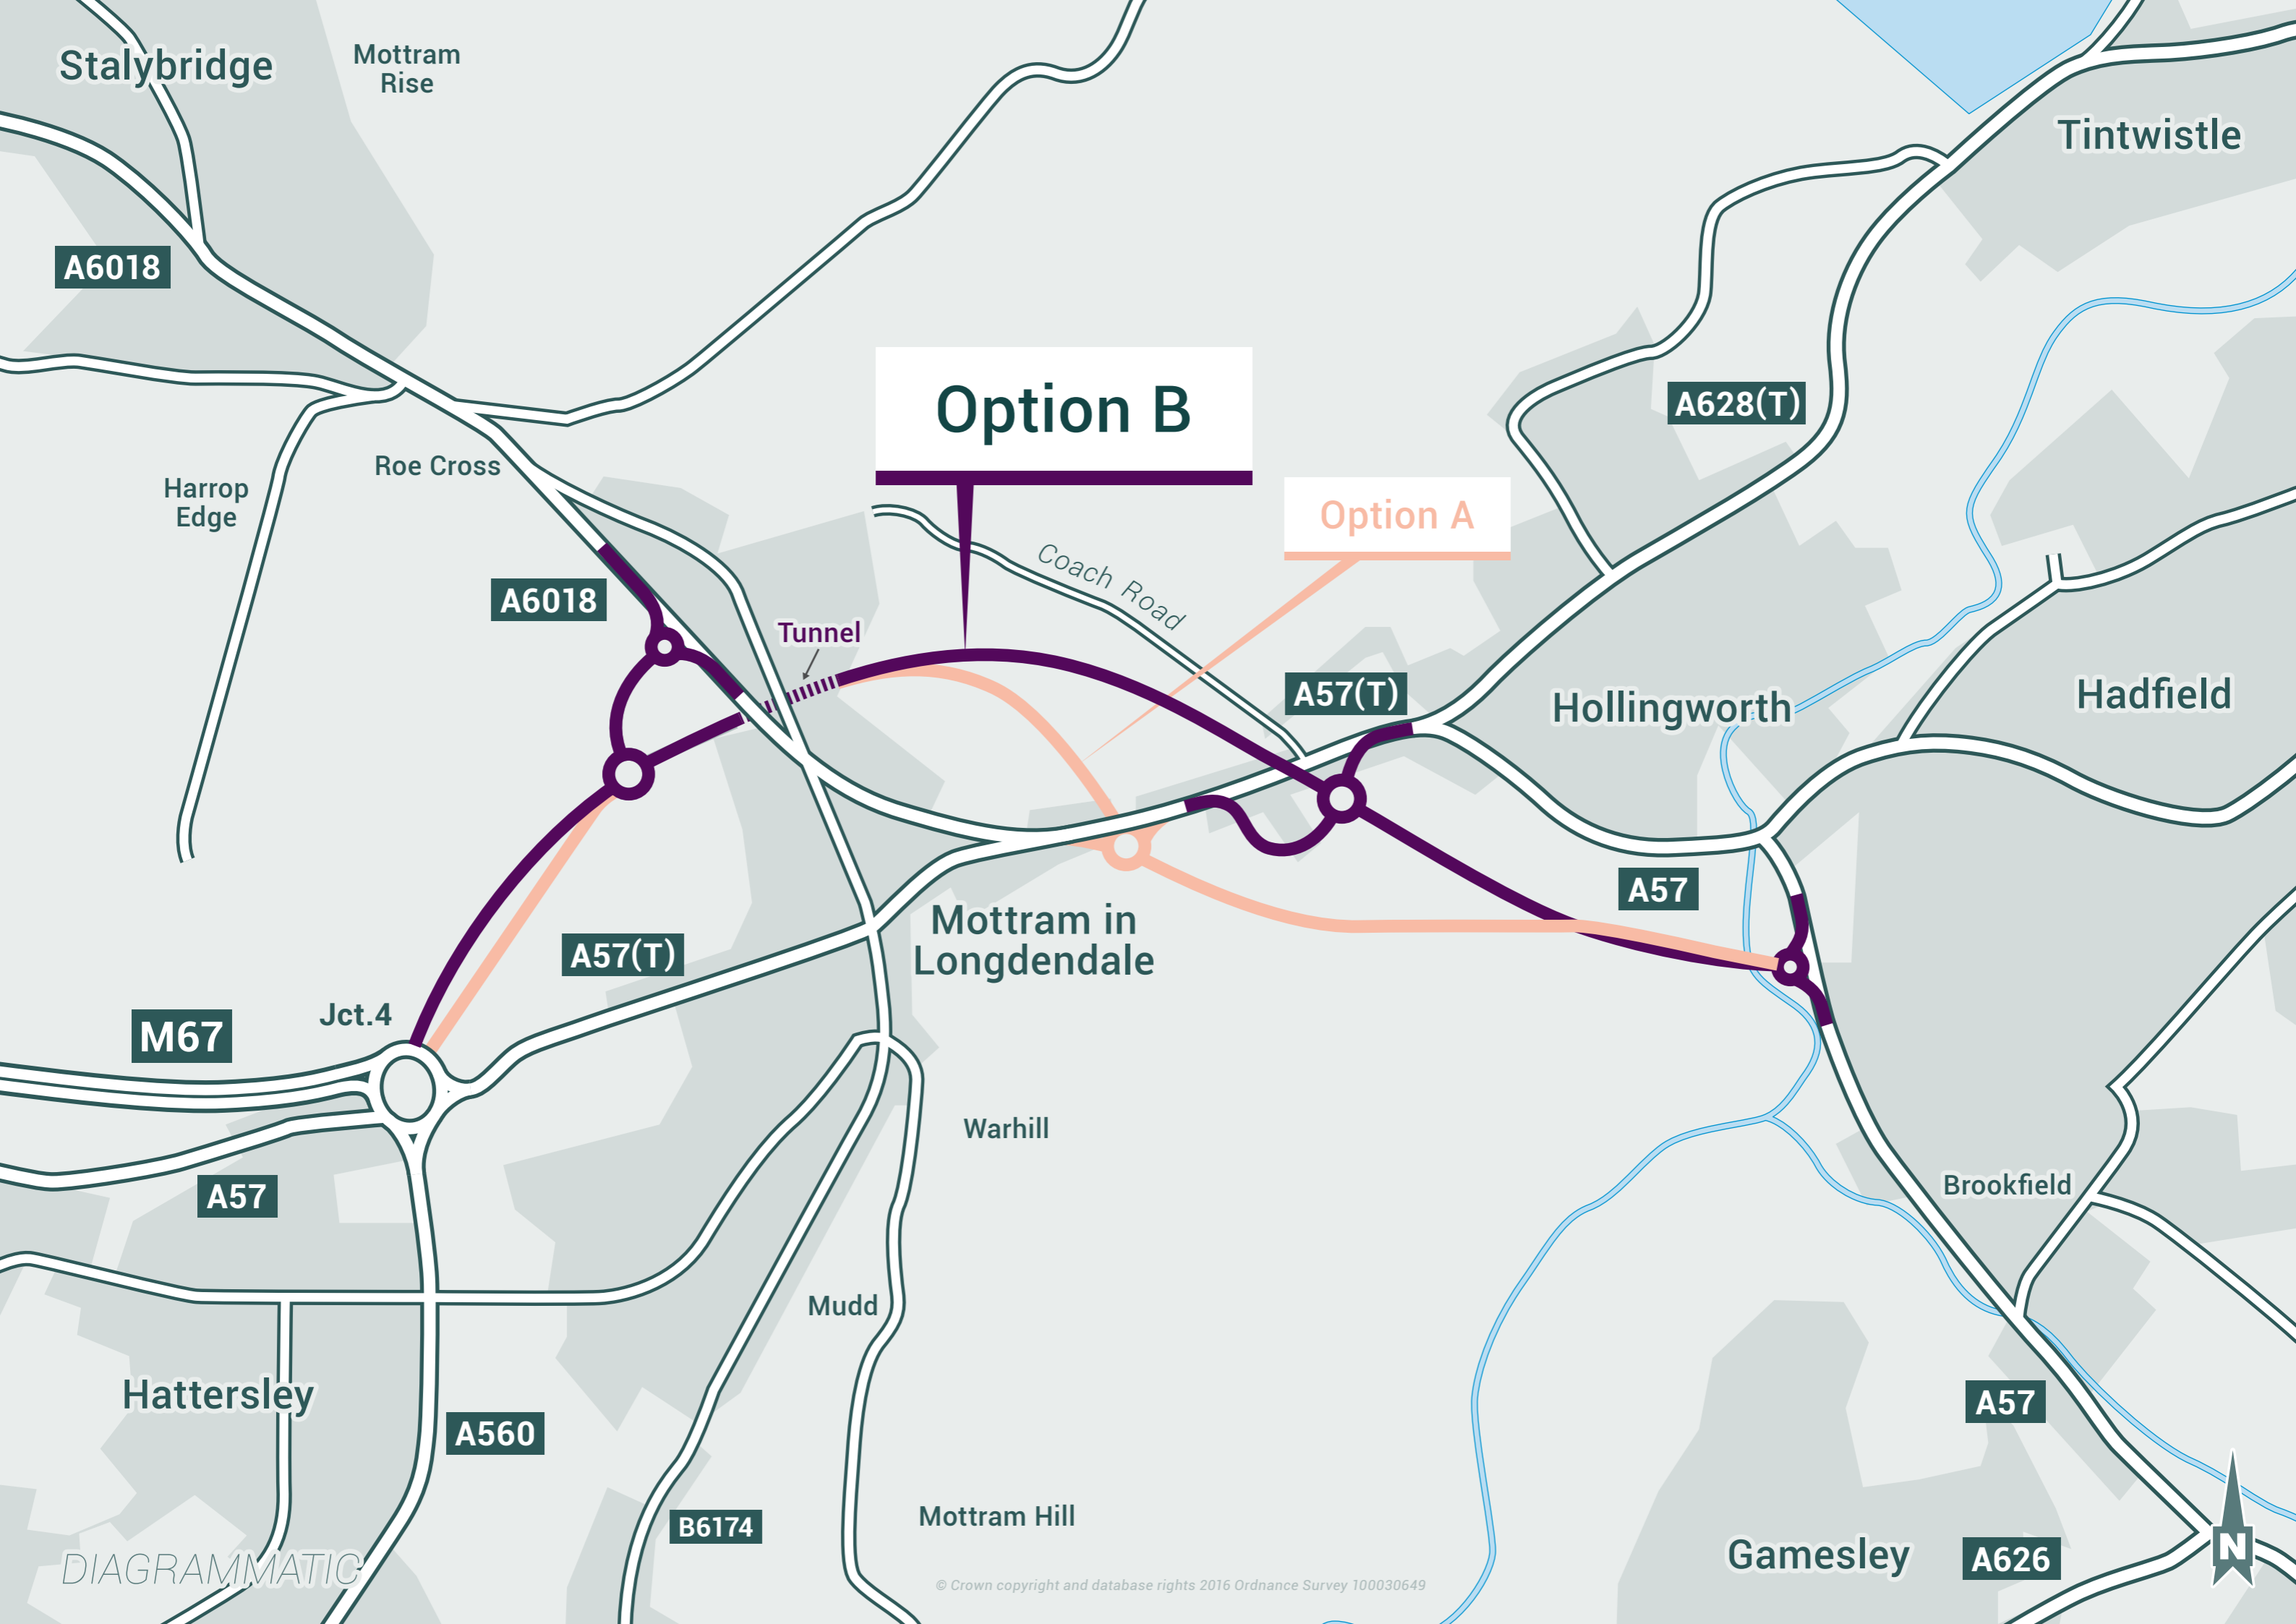 Stalybridge
Mottram
Rise
Tintwistle
A6018
Option B
A628(T)
Roe Cross
Harrop
Edge
Option A
Coach Road
A6018
Tunnel
A57(T)
Hollingworth
Hadfield
A57
Mottram in
Longdendale
A57(T)
Jct.4
M67
Warhill
A57
Brookfield
Mudd
Hattersley
A57
A560
Mottram Hill
B6174
N
Gamesley
A626
DIAGRAMMATIC
© Crown copyright and database rights 2016 Ordnance Survey 100030649